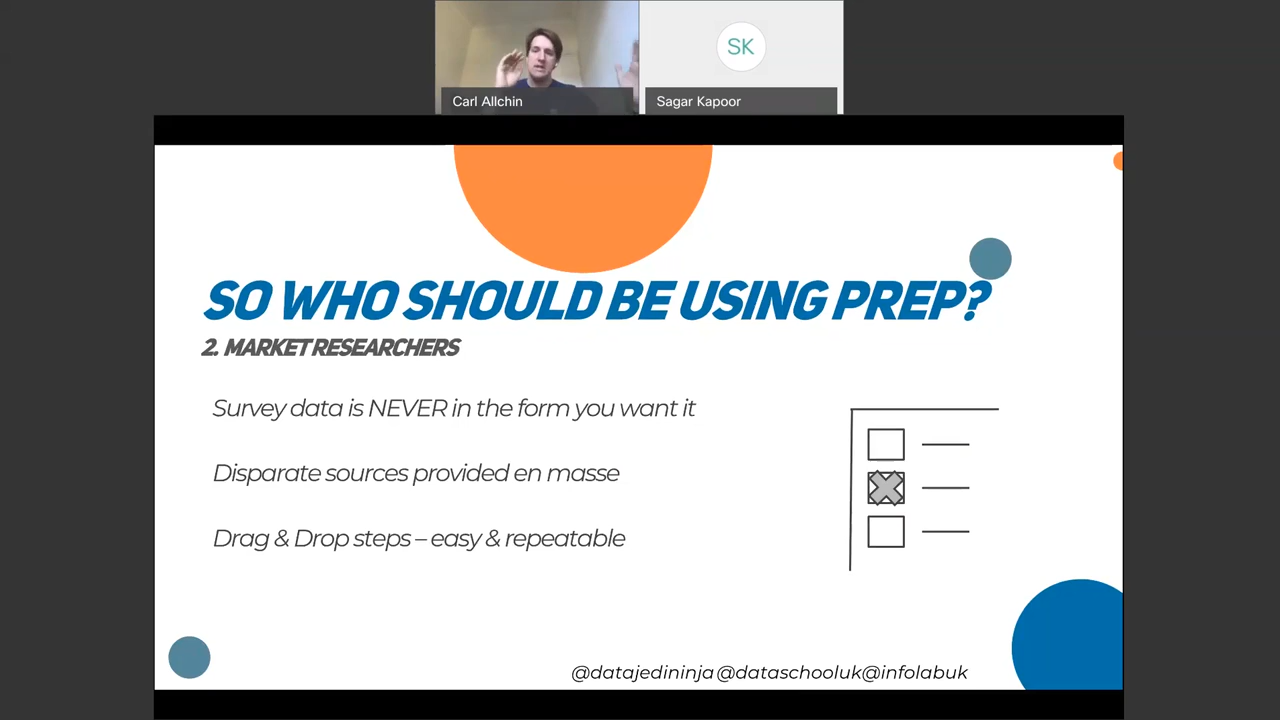 SK
Carl Allchin
Sagar Kapoor
SO WHO SHOULD BE USING PREP?
2. MARKET RESEARCHERS
Survey data is NEVER in the form you want it
Disparate sources provided en masse
Drag & Drop steps – easy & repeatable
@datajedininja @dataschooluk@infolabuk